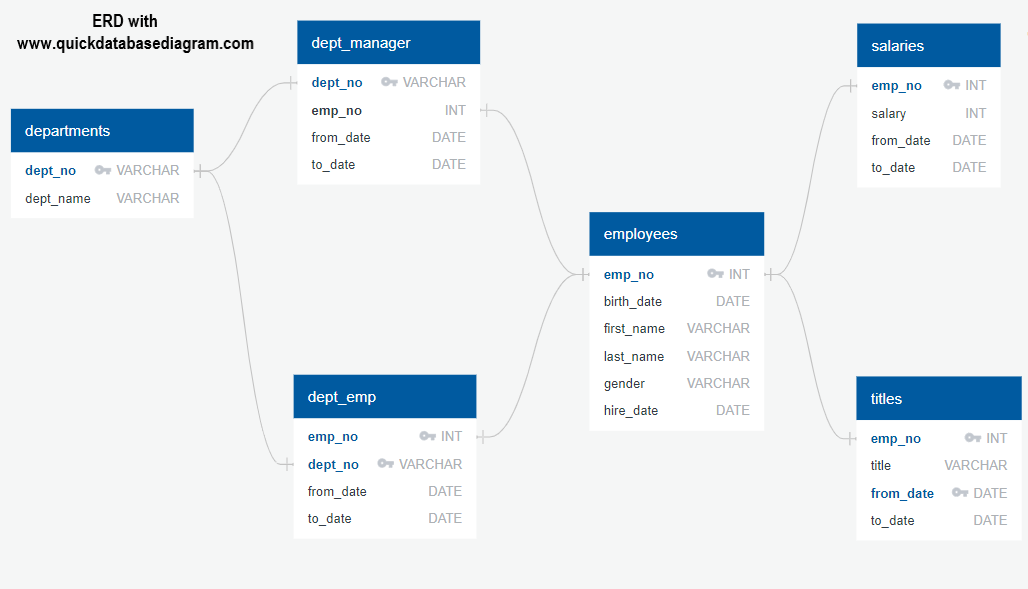 ERD with
www.quickdatabasediagram.com
departments
dept_no VARCHAR
dept_name VARCHAR
dept_manager
dept_no VARCHAR
emp_no INT
from_date DATE
to_date DATE
dept_emp
emp_no INT
dept_no VARCHAR
from_date DATE
to_date DATE
employees
emp_no INT
birth_date DATE
first_name VARCHAR
last_name VARCHAR
gender VARCHAR
hire_date DATE
salaries
emp_no INT
salary INT
from_date DATE
to_date DATE
titles
emp_no INT
title VARCHAR
from_date DATE
to_date DATE